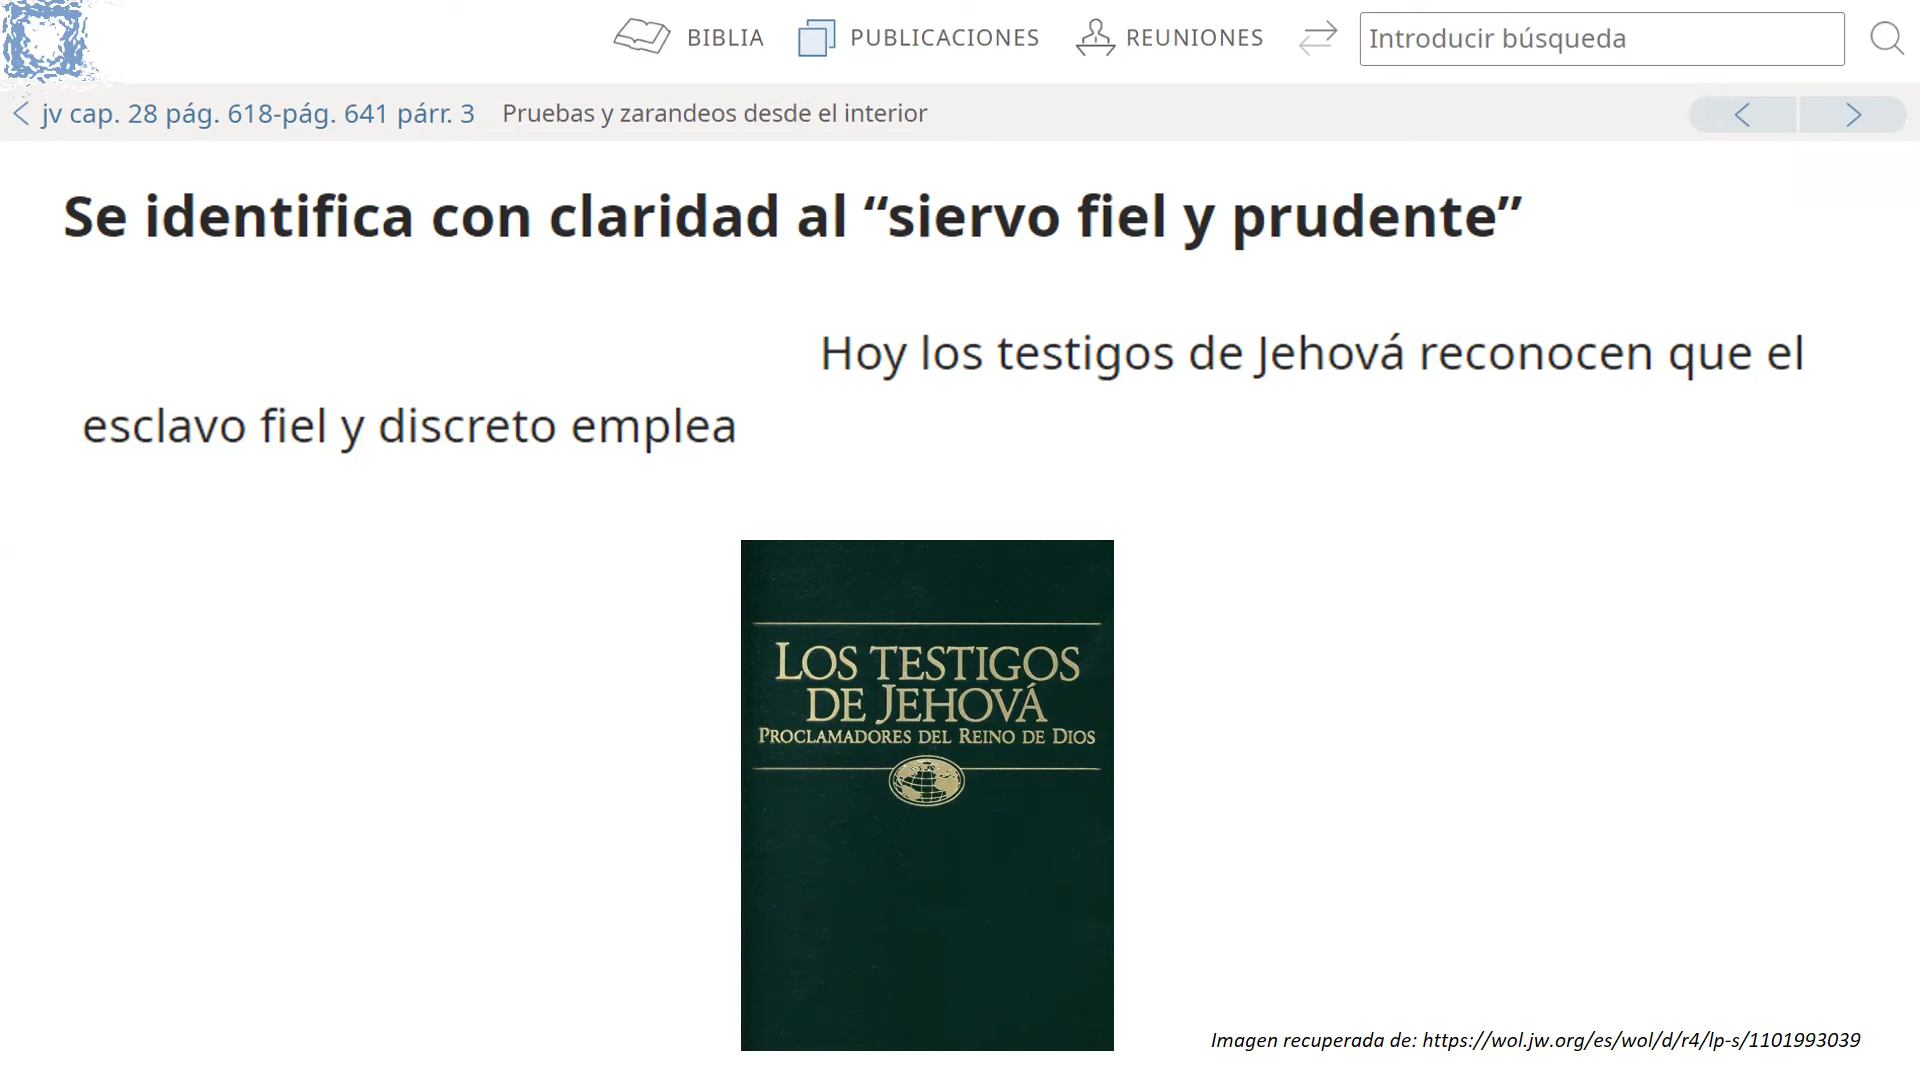 BIBLIA PUBLICACIONES REUNIONES Introducir búsqueda
jv cap. 28 pág. 618-pág. 641 párr. 3 Pruebas y zarandeos desde el interior
Se identifica con claridad al “siervo fiel y prudente”
Hoy los testigos de Jehová reconocen que el
esclavo fiel y discreto emplea
LOS TESTIGOS
DE JEHOVÁ
PROCLAMADORES DEL REINO DE DIOS
Imagen recuperada de: https://wol.jw.org/es/wol/d/r4/lp-s/1101993039